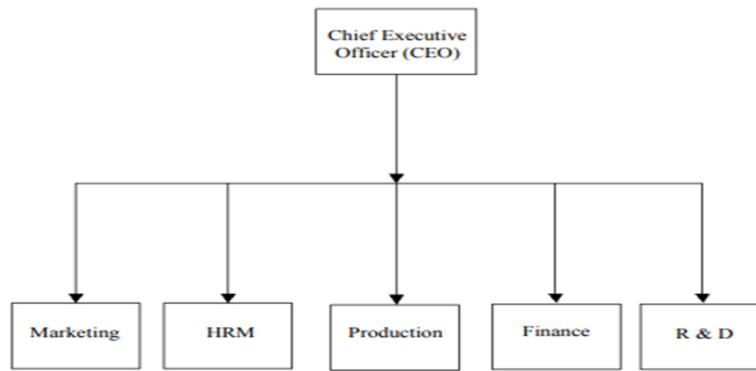 Chief Executive
Officer (CEO)
Marketing
HRM
Production
Finance
R & D